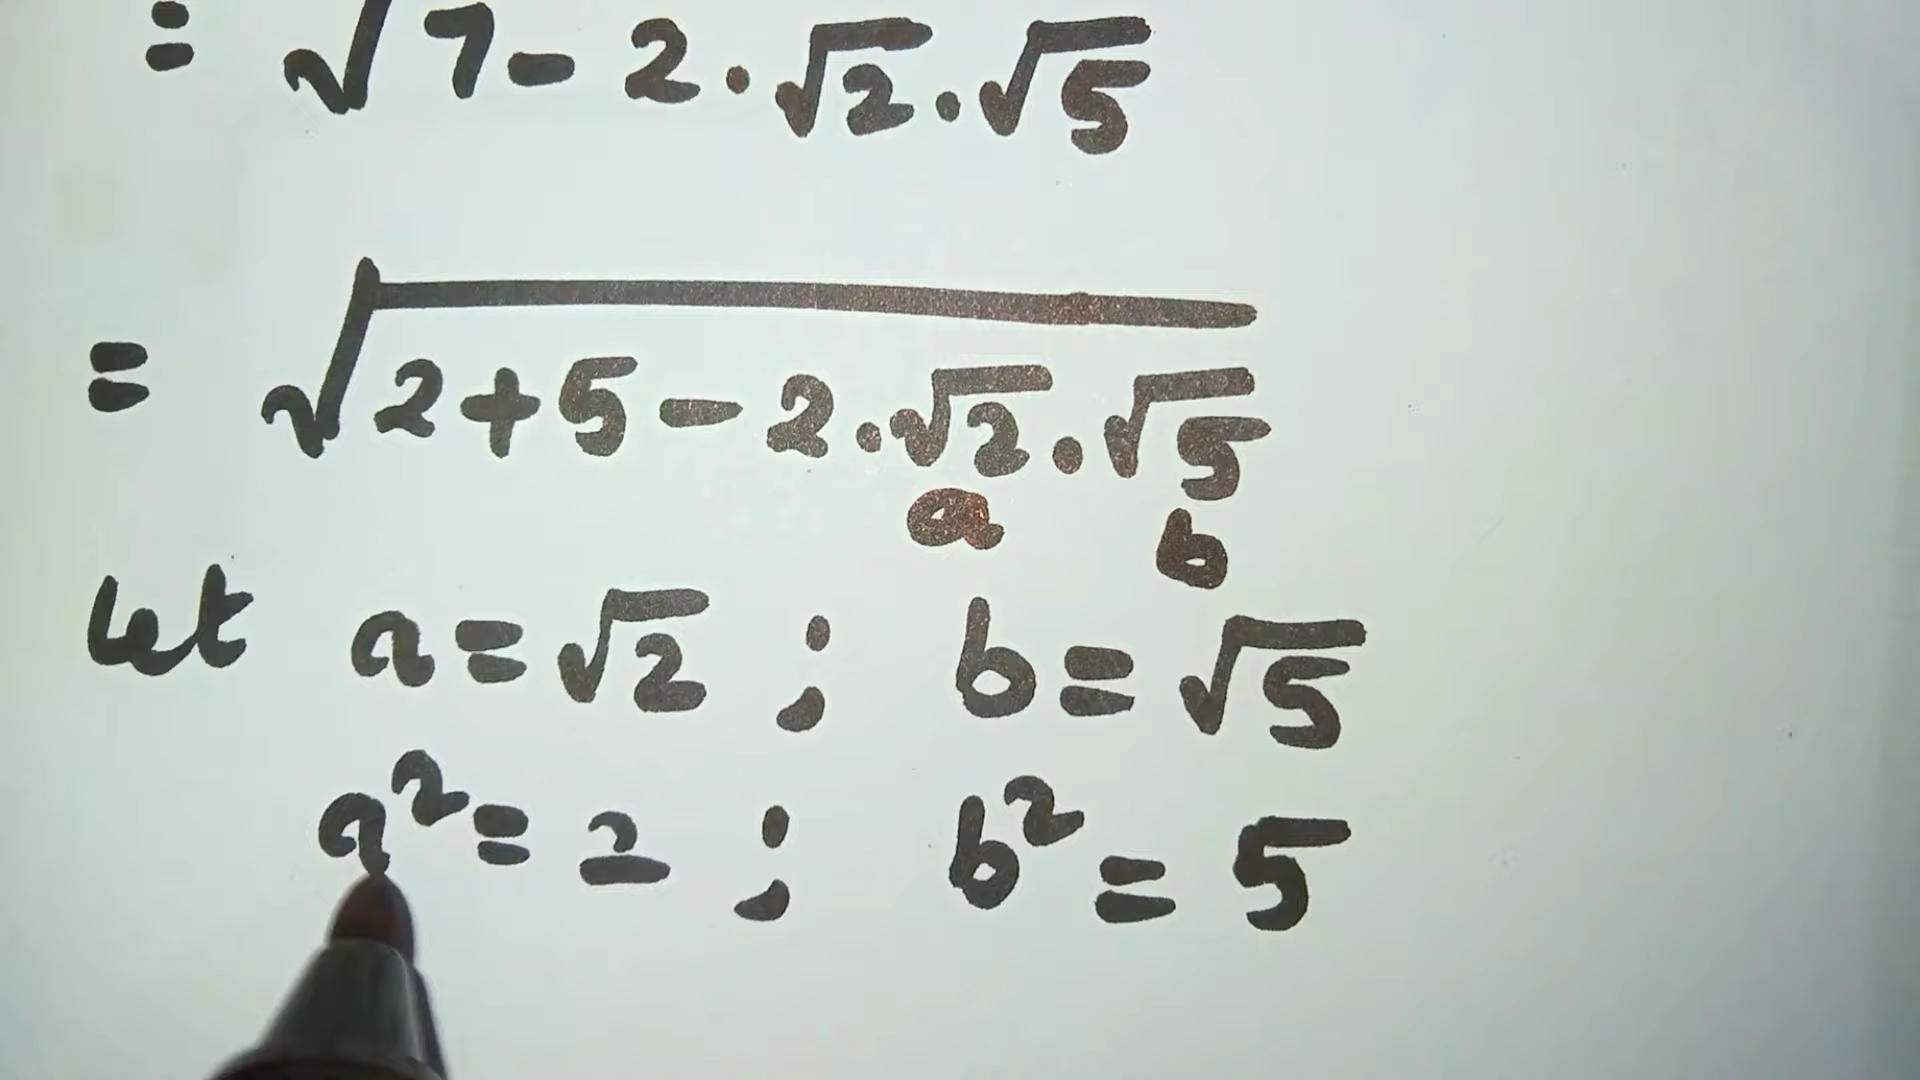 = √7 - 2 · √2 · √5
= √2 + 5 - 2 · √2 · √5
a b
let a = √2 ; b = √5
a² = 2 ; b² = 5